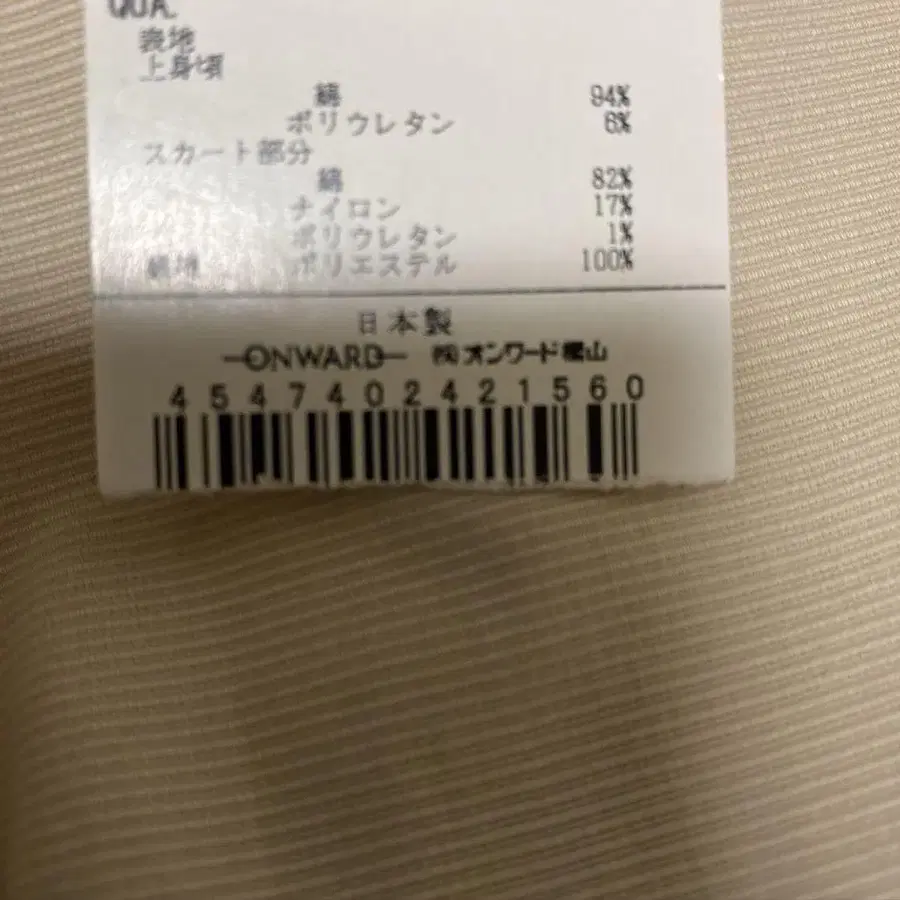 QUA.
表地
上身頃
綿 94%
ポリウレタン 6%
スカート部分
綿 82%
ナイロン 17%
ポリウレタン 1%
裏地 ポリエステル 100%
日本製
ONWARD ㈱オンワード樫山
4547402421560